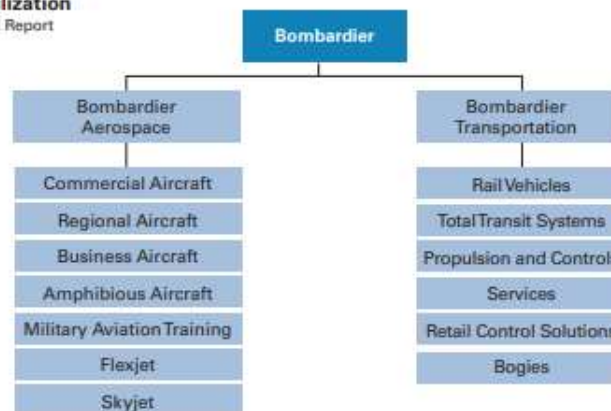 lization
Report
Bombardier
Bombardier
Aerospace
Commercial Aircraft
Regional Aircraft
Business Aircraft
Amphibious Aircraft
Military Aviation Training
Flexjet
Skyjet
Bombardier
Transportation
Rail Vehicles
Total Transit Systems
Propulsion and Control
Services
Retail Control Solutions
Bogies